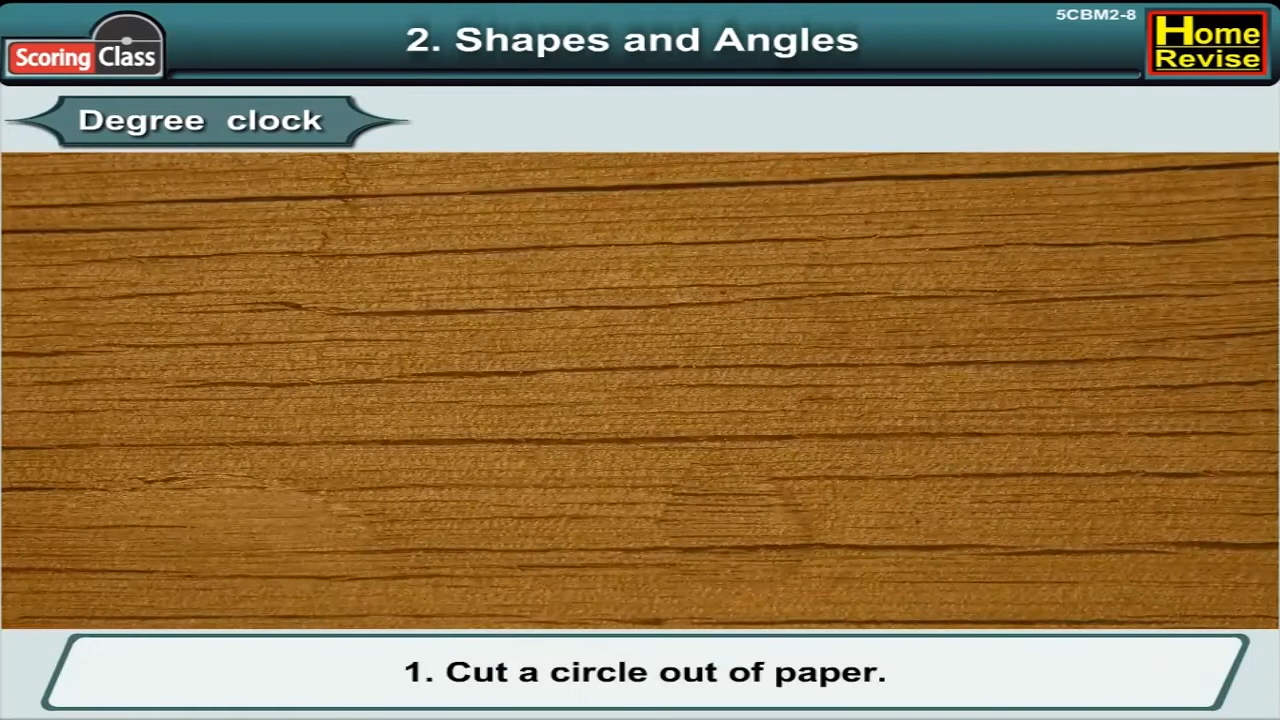 5CBM2-8
Scoring Class
2. Shapes and Angles
Home
Revise
Degree clock
1. Cut a circle out of paper.